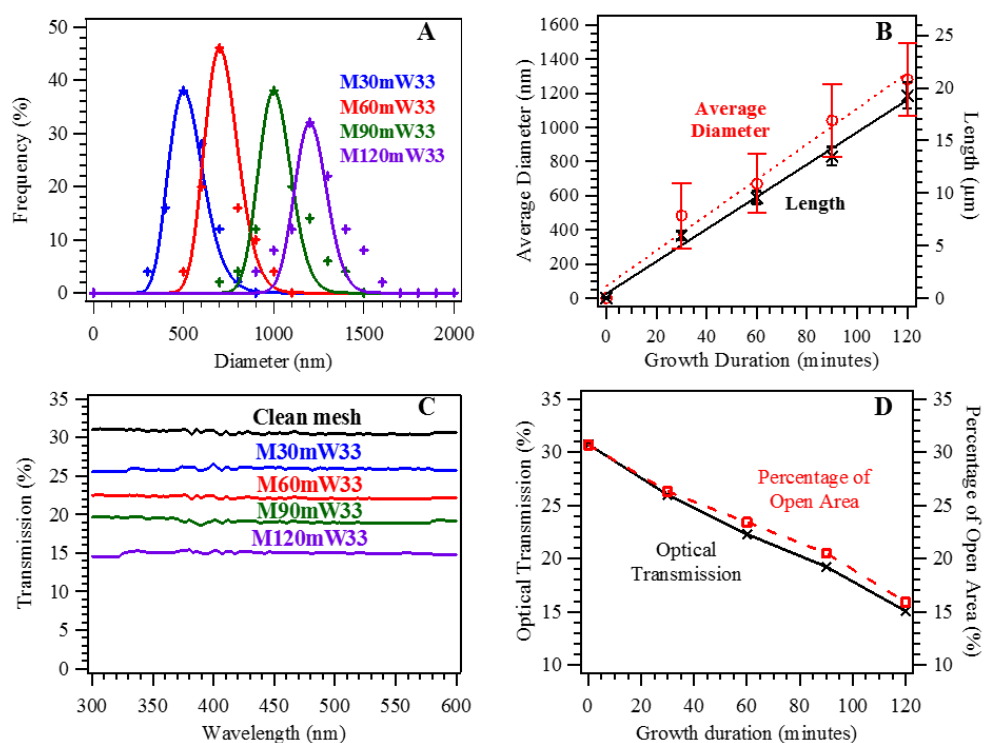 A
M30mW33
M60mW33
M90mW33
M120mW33
60
50
40
30
20
10
0
Frequency (%)
0
500
1000
1500
2000
Diameter (nm)
B
Average
Diameter
Length
1600
1400
1200
1000
800
600
400
200
0
Average Diameter (nm)
25
20
15
10
5
0
Length (μm)
0
20
40
60
80
100
120
Growth Duration (minutes)
C
Clean mesh
M30mW33
M60mW33
M90mW33
M120mW33
35
30
25
20
15
10
5
0
Transmission (%)
300
350
400
450
500
550
600
Wavelength (nm)
D
Percentage of
Open Area
Optical
Transmission
35
30
25
20
15
10
Optical Transmission (%)
35
30
25
20
15
10
Percentage of Open Area (%)
0
20
40
60
80
100
120
Growth duration (minutes)